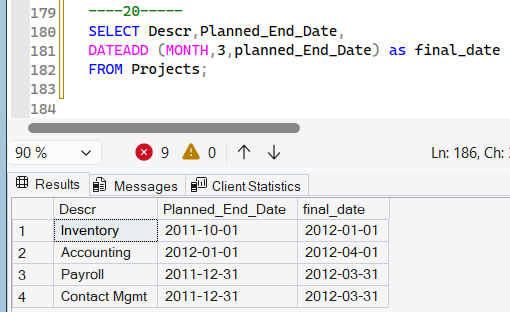 179 ----20-----
180 SELECT Descr,Planned_End_Date,
181 DATEADD (MONTH,3,planned_End_Date) as final_date
182 FROM Projects;
183
184
90 % 9 0 Ln: 186, Ch:
Results Messages Client Statistics
Descr Planned_End_Date final_date
1 Inventory 2011-10-01 2012-01-01
2 Accounting 2012-01-01 2012-04-01
3 Payroll 2011-12-31 2012-03-31
4 Contact Mgmt 2011-12-31 2012-03-31